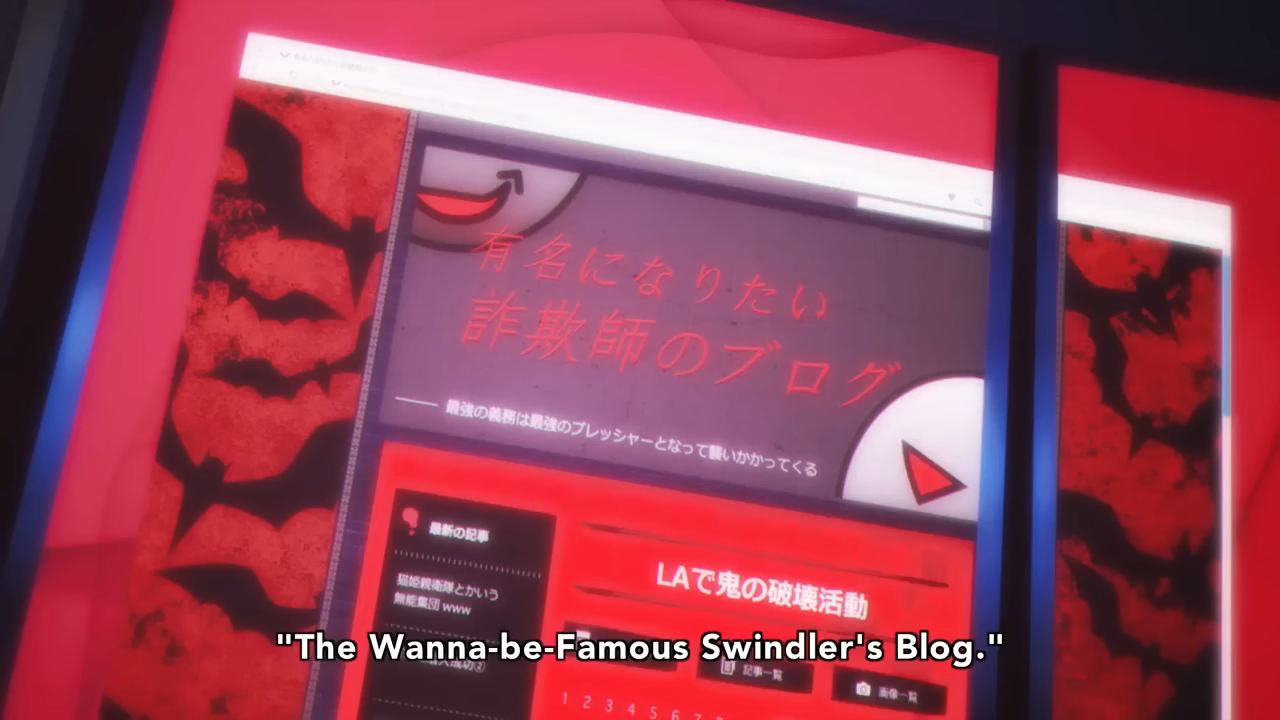 有名になりたい
詐欺師のブログ
最強の義務は最強のプレッシャーとなって襲いかかってくる
最新の記事
猫姫親衛隊とかいう
無能集団 www
LAで鬼の破壊活動
記事一覧
画像一覧
1 2 3 4 5 6 7
"The Wanna-be-Famous Swindler's Blog."